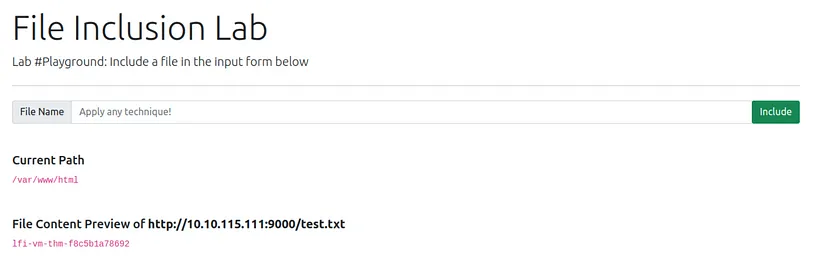 File Inclusion Lab
Lab #Playground: Include a file in the input form below
File Name Apply any technique! Include
Current Path
/var/www/html
File Content Preview of http://10.10.115.111:9000/test.txt
lfi-vm-thm-f8c5b1a78692